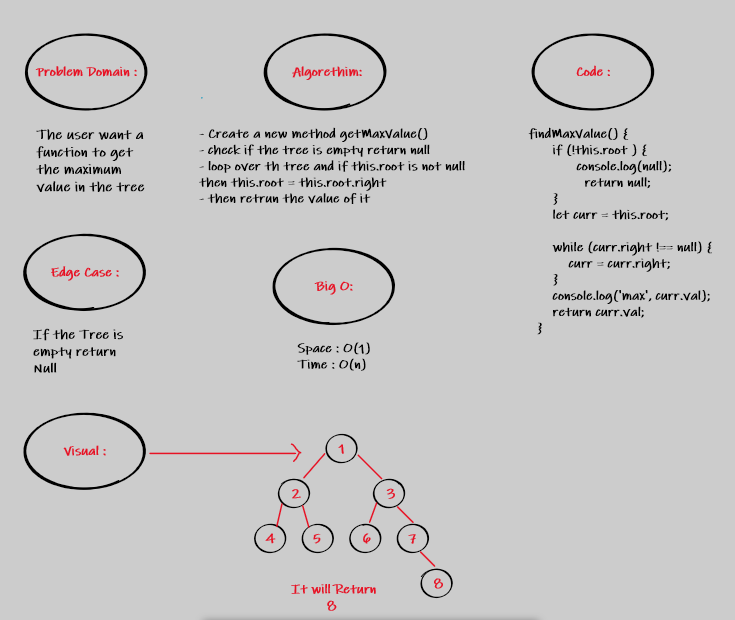 Problem Domain :
The user want a
function to get
the maximum
value in the tree
Algorethim:
- Create a new method getMaxValue()
- check if the tree is empty return null
- loop over th tree and if this.root is not null
then this.root = this.root.right
- then retrun the value of it
Code :
findMaxValue() {
if (!this.root ) {
console.log(null);
return null;
}
let curr = this.root;
while (curr.right !== null) {
curr = curr.right;
}
console.log('max', curr.val);
return curr.val;
}
Edge Case :
If the Tree is
empty return
Null
Big O:
Space : O(1)
Time : O(n)
Visual :
1
2 3
4 5 6 7
8
It will Return
8